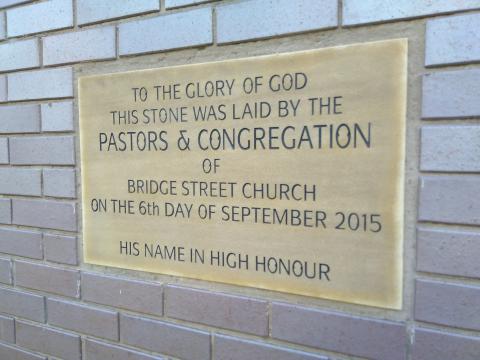 TO THE GLORY OF GOD
THIS STONE WAS LAID BY THE
PASTORS & CONGREGATION
OF
BRIDGE STREET CHURCH
ON THE 6th DAY OF SEPTEMBER 2015
HIS NAME IN HIGH HONOUR